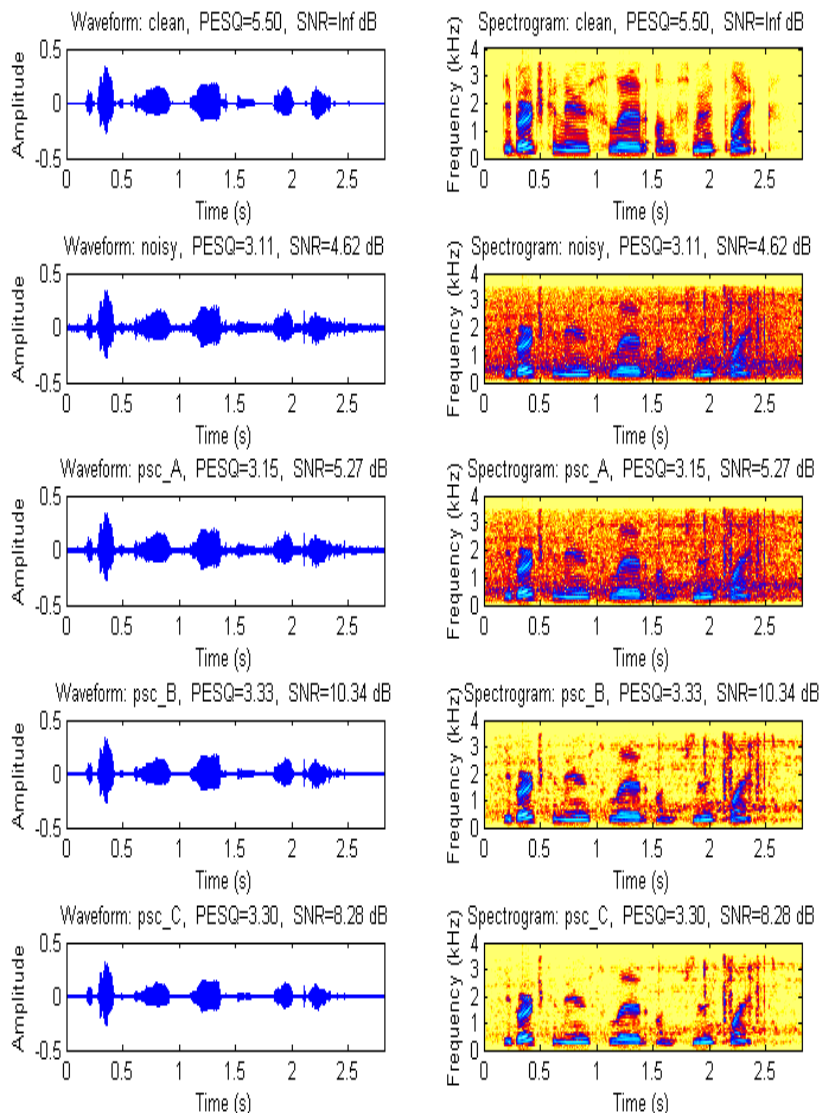 Waveform: clean, PESQ=5.50, SNR=Inf dB
0.5
0
-0.5
Amplitude
0 0.5 1 1.5 2 2.5
Time (s)
Spectrogram: clean, PESQ=5.50, SNR=Inf dB
4
3
2
1
0
Frequency (kHz)
0 0.5 1 1.5 2 2.5
Time (s)
Waveform: noisy, PESQ=3.11, SNR=4.62 dB
0.5
0
-0.5
Amplitude
0 0.5 1 1.5 2 2.5
Time (s)
Spectrogram: noisy, PESQ=3.11, SNR=4.62 dB
4
3
2
1
0
Frequency (kHz)
0 0.5 1 1.5 2 2.5
Time (s)
Waveform: psc_A, PESQ=3.15, SNR=5.27 dB
0.5
0
-0.5
Amplitude
0 0.5 1 1.5 2 2.5
Time (s)
Spectrogram: psc_A, PESQ=3.15, SNR=5.27 dB
4
3
2
1
0
Frequency (kHz)
0 0.5 1 1.5 2 2.5
Time (s)
Waveform: psc_B, PESQ=3.33, SNR=10.34 dB
0.5
0
-0.5
Amplitude
0 0.5 1 1.5 2 2.5
Time (s)
Spectrogram: psc_B, PESQ=3.33, SNR=10.34 dB
4
3
2
1
0
Frequency (kHz)
0 0.5 1 1.5 2 2.5
Time (s)
Waveform: psc_C, PESQ=3.30, SNR=8.28 dB
0.5
0
-0.5
Amplitude
0 0.5 1 1.5 2 2.5
Time (s)
Spectrogram: psc_C, PESQ=3.30, SNR=8.28 dB
4
3
2
1
0
Frequency (kHz)
0 0.5 1 1.5 2 2.5
Time (s)